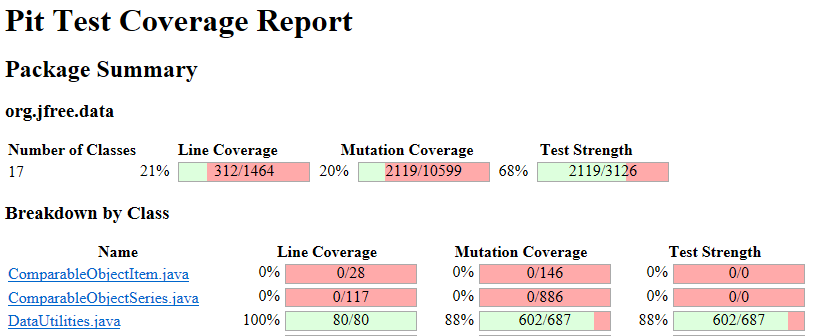 Pit Test Coverage Report
Package Summary
org.jfree.data
Number of Classes Line Coverage Mutation Coverage Test Strength
17 21% 312/1464 20% 2119/10599 68% 2119/3126
Breakdown by Class
Name Line Coverage Mutation Coverage Test Strength
ComparableObjectItem.java 0% 0/28 0% 0/146 0% 0/0
ComparableObjectSeries.java 0% 0/117 0% 0/886 0% 0/0
DataUtilities.java 100% 80/80 88% 602/687 88% 602/687